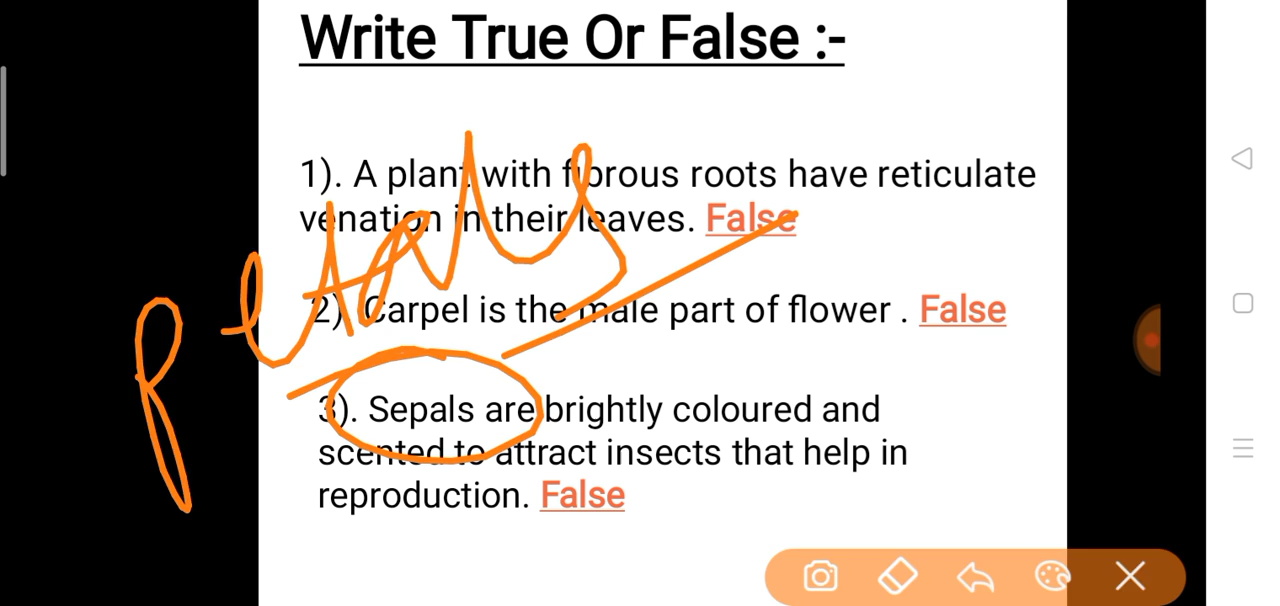 Write True Or False :-
1). A plant with fibrous roots have reticulate
venation in their leaves. False
petals
2). Carpel is the male part of flower . False
3). Sepals are brightly coloured and
scented to attract insects that help in
reproduction. False